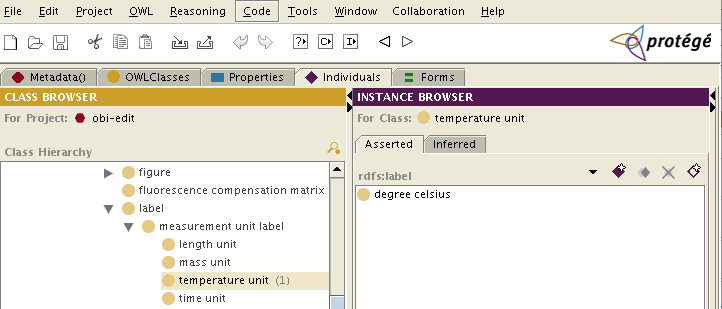 File Edit Project OWL Reasoning Code Tools Window Collaboration Help
protégé
Metadata() OWLClasses Properties Individuals Forms
CLASS BROWSER
For Project: obi-edit
Class Hierarchy
figure
fluorescence compensation matrix
label
measurement unit label
length unit
mass unit
temperature unit (1)
time unit
INSTANCE BROWSER
For Class: temperature unit
Asserted Inferred
rdfs:label
degree celsius